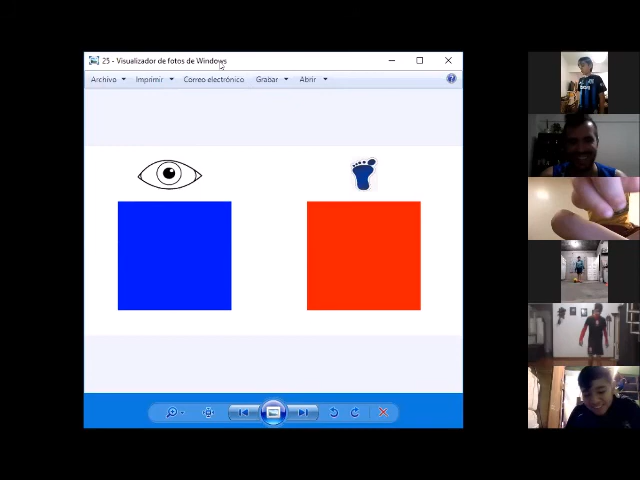 25 - Visualizador de fotos de Windows
Archivo Imprimir Correo electrónico Grabar Abrir